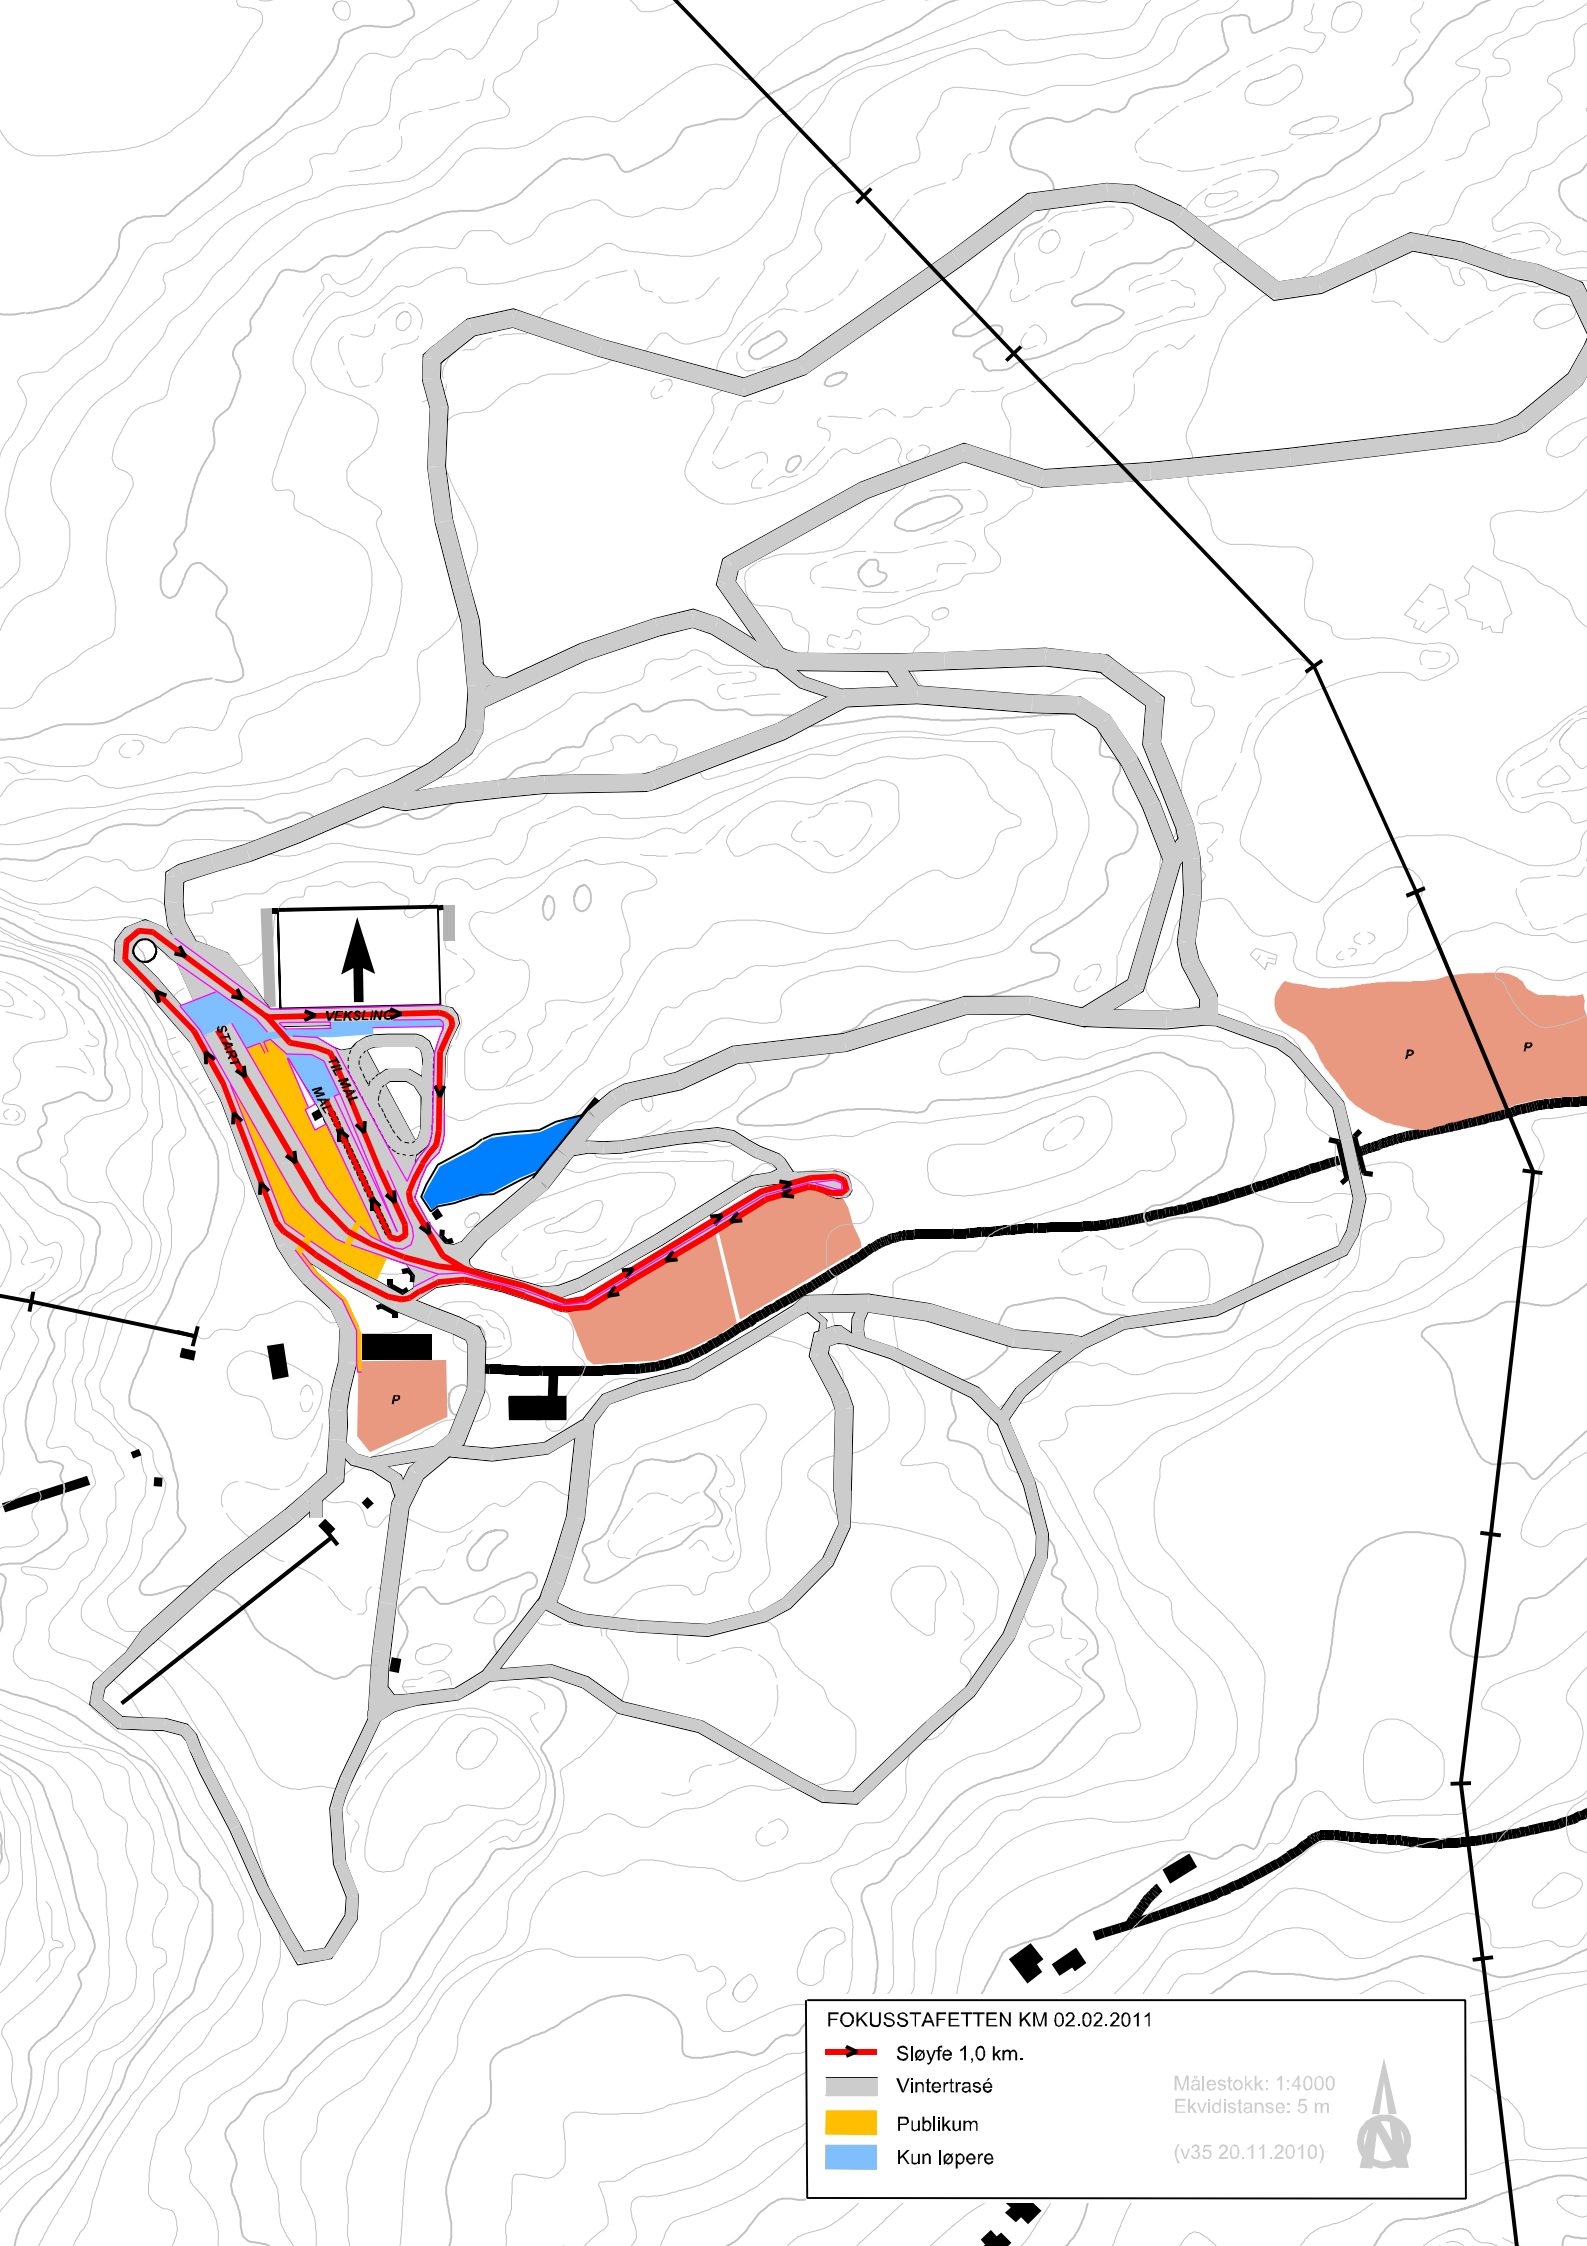 START
VEKSLING
TIL MÅL
MÅL
P
P
P
FOKUSSTAFETTEN KM 02.02.2011
Sløyfe 1,0 km.
Vintertrasé
Publikum
Kun løpere
Målestokk: 1:4000
Ekvidistanse: 5 m
(v35 20.11.2010)
N